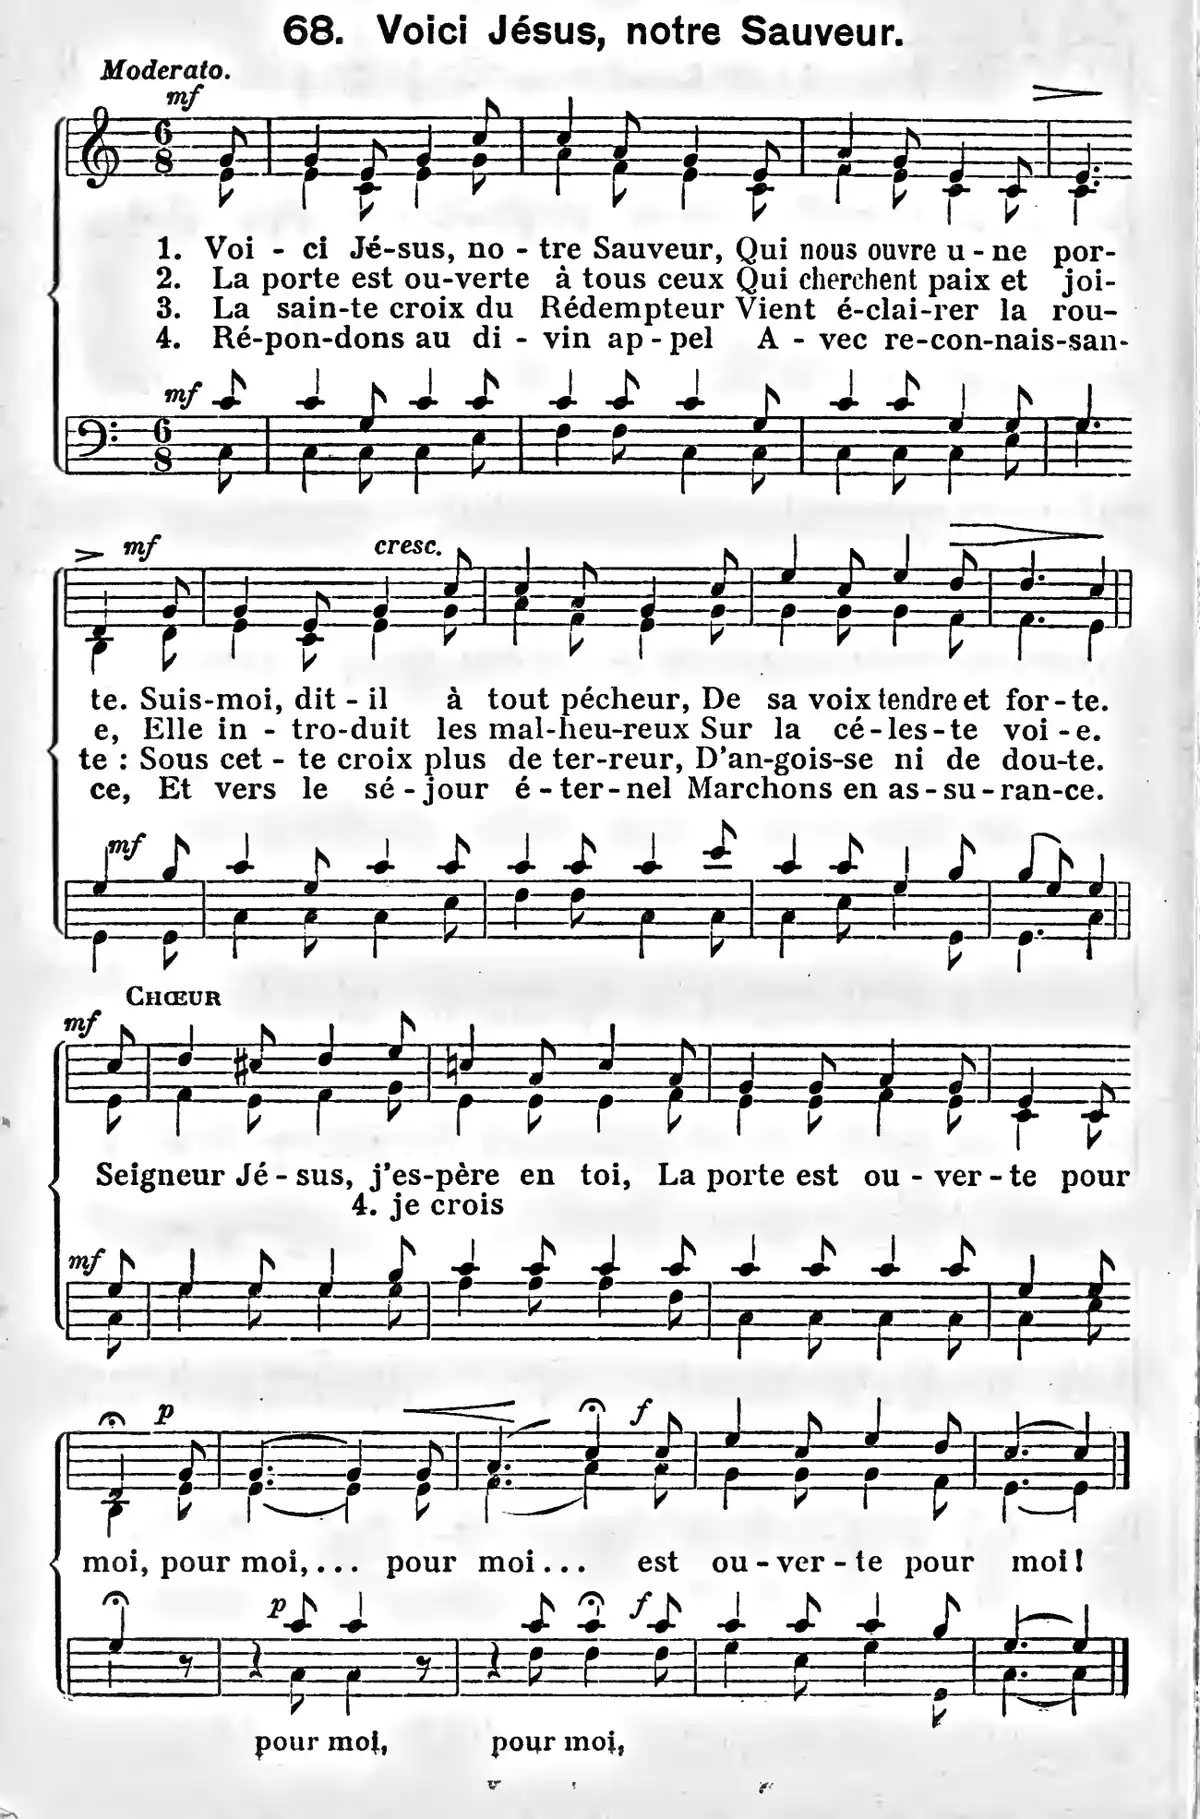 68. Voici Jésus, notre Sauveur.
Moderato.
mf
1. Voi - ci Jé-sus, no - tre Sauveur, Qui nous ouvre u - ne por-
2. La porte est ou-verte à tous ceux Qui cherchent paix et joi-
3. La sain-te croix du Rédempteur Vient é-clai-rer la rou-
4. Ré-pon-dons au di - vin ap - pel A - vec re-con-nais-san-
mf
mf cresc.
te. Suis-moi, dit - il à tout pécheur, De sa voix tendre et for - te.
e, Elle in - tro-duit les mal-heu-reux Sur la cé-les-te voi - e.
te : Sous cet - te croix plus de ter-reur, D'an-gois-se ni de dou-te.
ce, Et vers le sé - jour é - ter - nel Marchons en as - su - ran-ce.
mf
CHŒUR
mf
Seigneur Jé - sus, j'es-père en toi, La porte est ou - ver - te pour
4. je crois
mf
p f
moi, pour moi, . . . pour moi . . . est ou - ver - te pour moi!
p f
pour moi, pour moi,